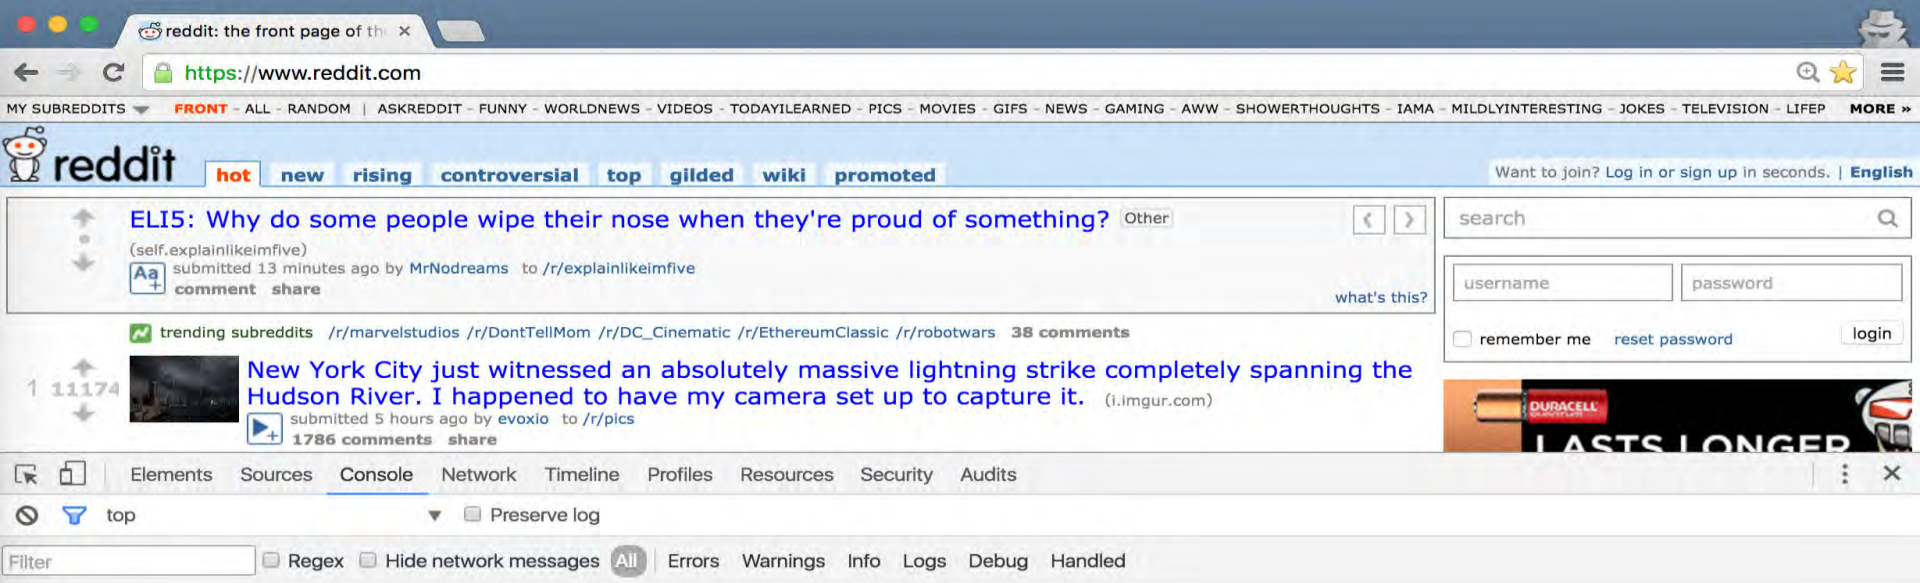 reddit: the front page of th
https://www.reddit.com
MY SUBREDDITS FRONT - ALL - RANDOM | ASKREDDIT - FUNNY - WORLDNEWS - VIDEOS - TODAYILEARNED - PICS - MOVIES - GIFS - NEWS - GAMING - AWW - SHOWERTHOUGHTS - IAMA - MILDLYINTERESTING - JOKES - TELEVISION - LIFEP MORE »
reddit hot new rising controversial top gilded wiki promoted Want to join? Log in or sign up in seconds. | English
ELI5: Why do some people wipe their nose when they're proud of something? Other
(self.explainlikeimfive)
Aa+ submitted 13 minutes ago by MrNodreams to /r/explainlikeimfive
comment share
what's this?
search
username password
remember me reset password login
trending subreddits /r/marvelstudios /r/DontTellMom /r/DC_Cinematic /r/EthereumClassic /r/robotwars 38 comments
1 11174
New York City just witnessed an absolutely massive lightning strike completely spanning the
Hudson River. I happened to have my camera set up to capture it. (i.imgur.com)
submitted 5 hours ago by evoxio to /r/pics
1786 comments share
DURACELL
QUANTUM
LASTS LONGER
Elements Sources Console Network Timeline Profiles Resources Security Audits
top Preserve log
Filter Regex Hide network messages All Errors Warnings Info Logs Debug Handled